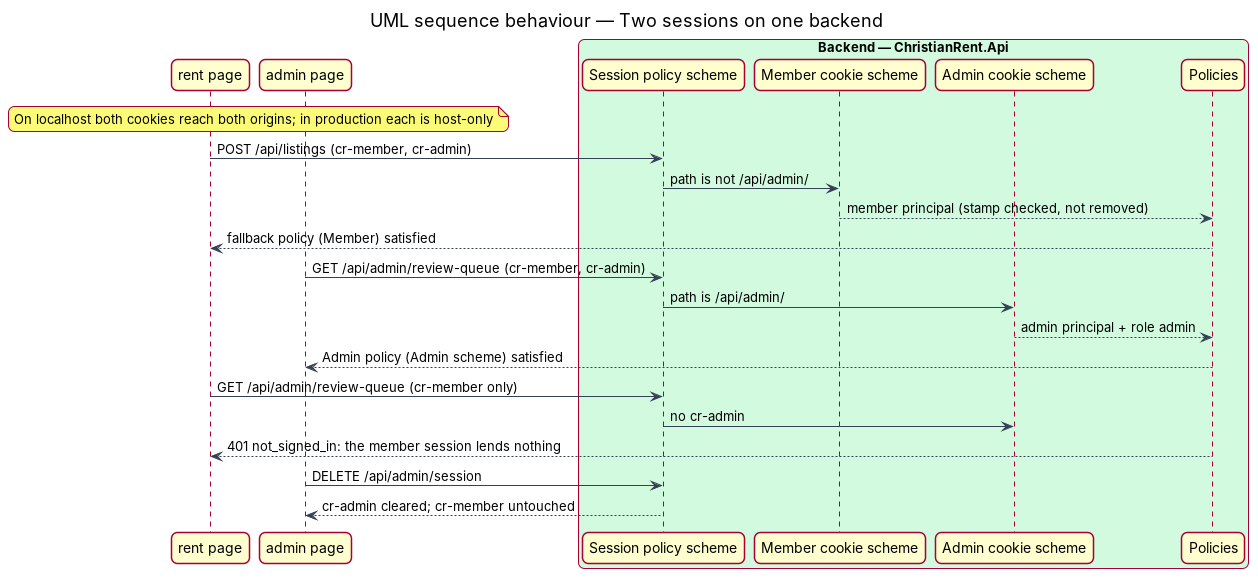 UML sequence behaviour — Two sessions on one backend
Backend — ChristianRent.Api
rent page
admin page
Session policy scheme
Member cookie scheme
Admin cookie scheme
Policies
On localhost both cookies reach both origins; in production each is host-only
POST /api/listings (cr-member, cr-admin)
path is not /api/admin/
member principal (stamp checked, not removed)
fallback policy (Member) satisfied
GET /api/admin/review-queue (cr-member, cr-admin)
path is /api/admin/
admin principal + role admin
Admin policy (Admin scheme) satisfied
GET /api/admin/review-queue (cr-member only)
no cr-admin
401 not_signed_in: the member session lends nothing
DELETE /api/admin/session
cr-admin cleared; cr-member untouched
rent page
admin page
Session policy scheme
Member cookie scheme
Admin cookie scheme
Policies